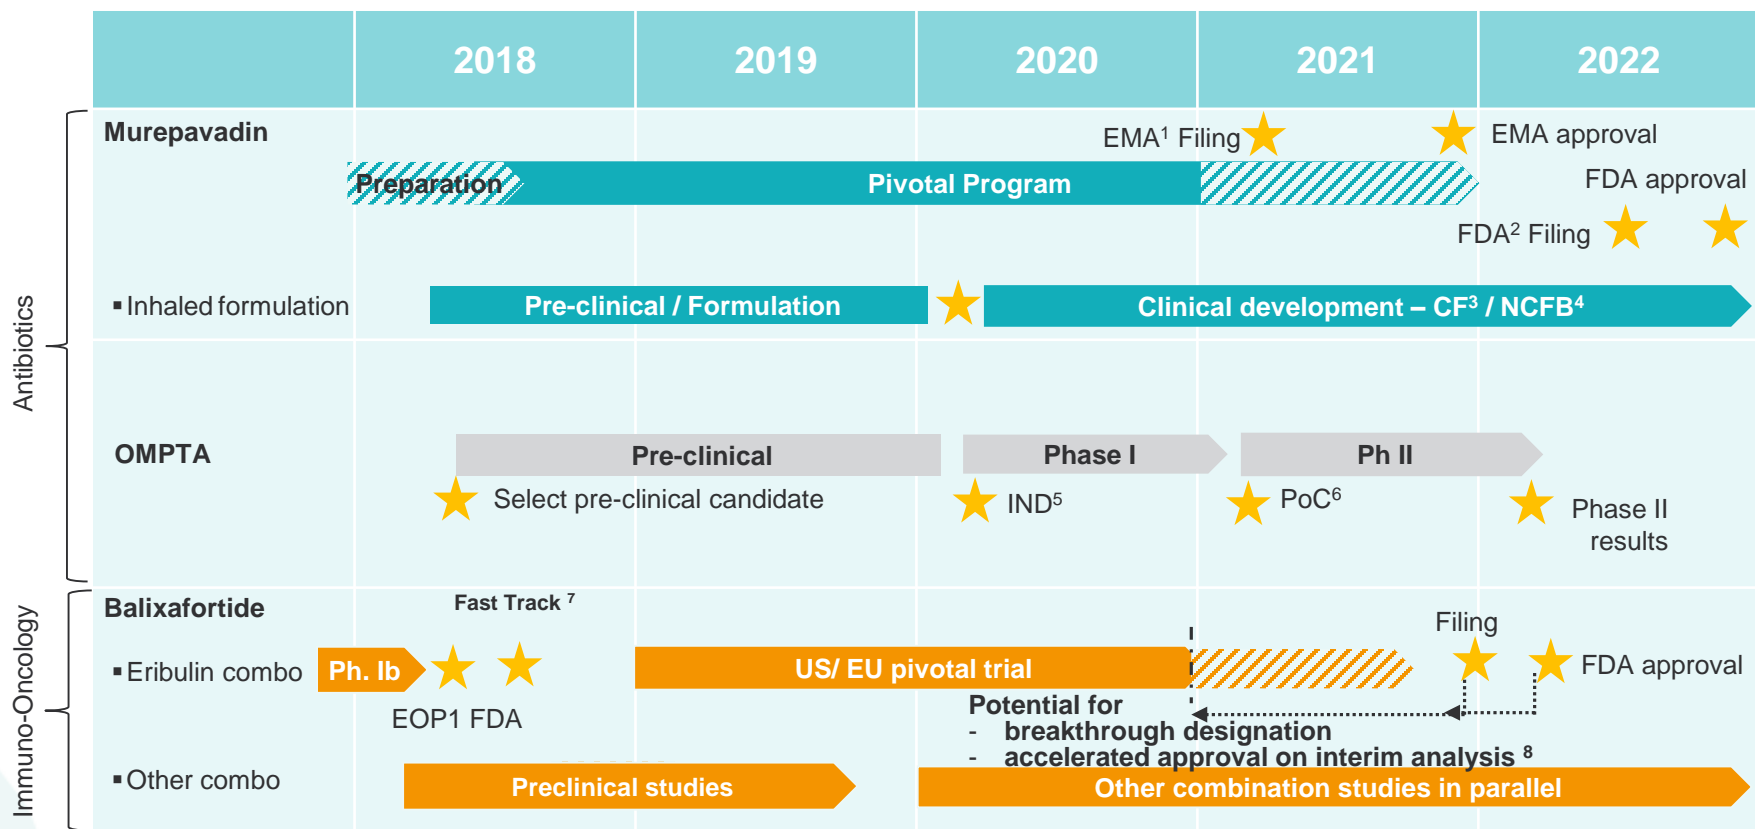 2018 2019 2020 2021 2022
Antibiotics
Murepavadin
EMA¹ Filing
EMA approval
Preparation
Pivotal Program
FDA approval
FDA² Filing
▪ Inhaled formulation
Pre-clinical / Formulation
Clinical development – CF³ / NCFB⁴
OMPTA
Pre-clinical
Phase I
Ph II
Select pre-clinical candidate
IND⁵
PoC⁶
Phase II
results
Immuno-Oncology
Balixafortide
Fast Track ⁷
Filing
▪ Eribulin combo
Ph. Ib
US/ EU pivotal trial
FDA approval
EOP1 FDA
Potential for
- breakthrough designation
- accelerated approval on interim analysis ⁸
▪ Other combo
Preclinical studies
Other combination studies in parallel